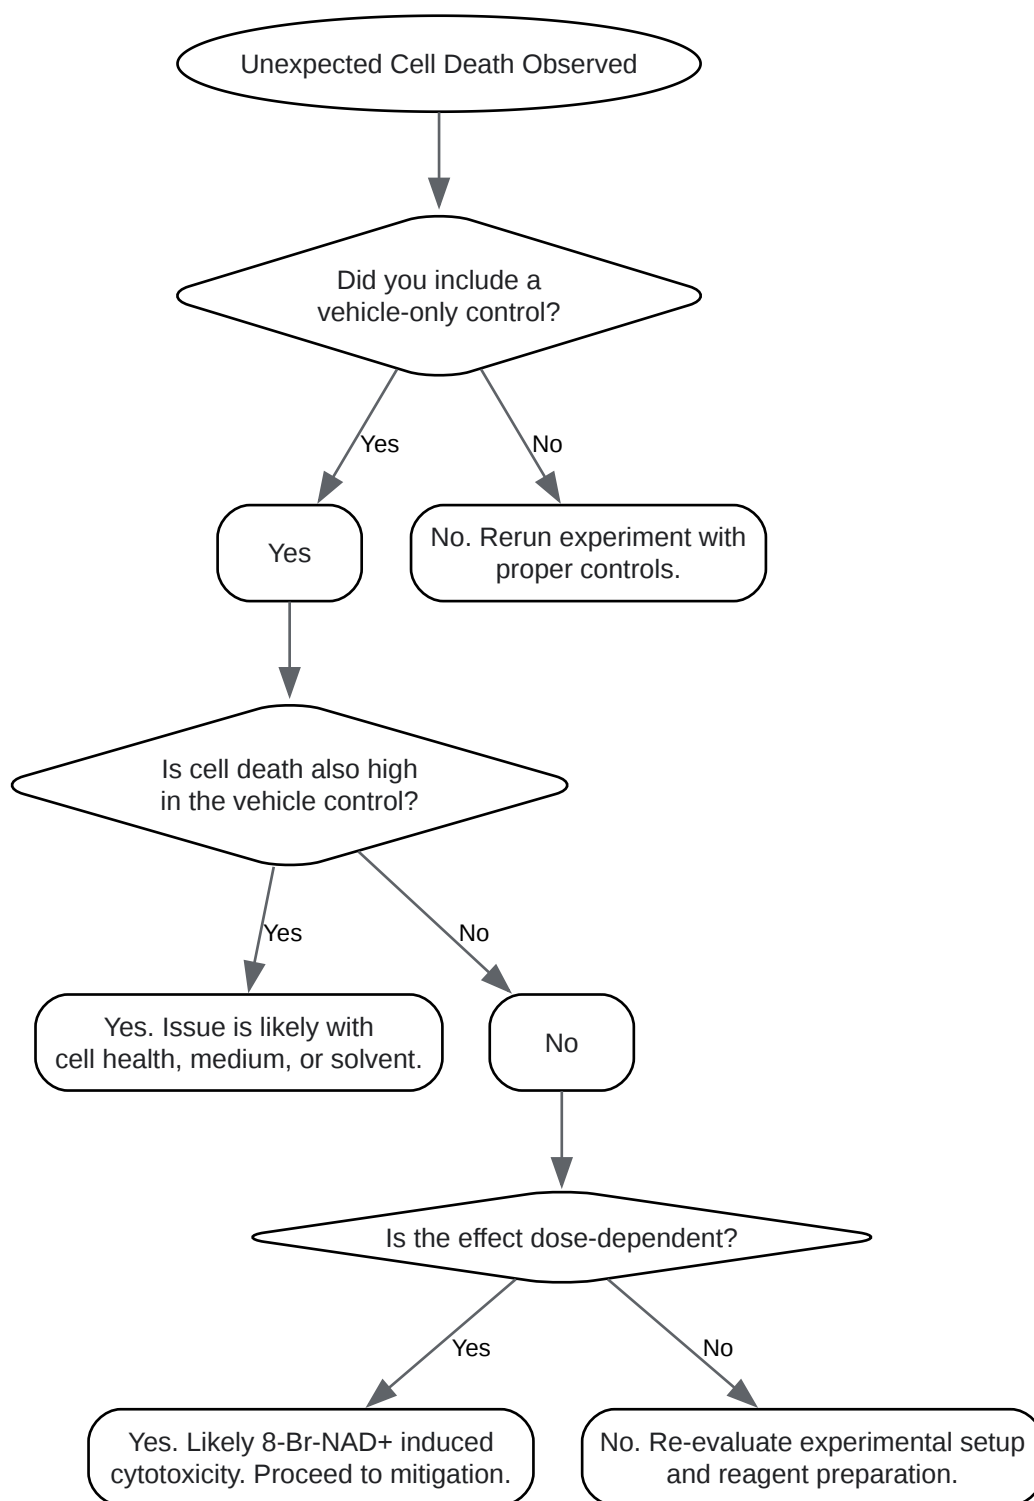 Unexpected Cell Death Observed
Did you include a
vehicle-only control?
Yes
No
Yes
No. Rerun experiment with
proper controls.
Is cell death also high
in the vehicle control?
Yes
No
Yes. Issue is likely with
cell health, medium, or solvent.
No
Is the effect dose-dependent?
Yes
No
Yes. Likely 8-Br-NAD+ induced
cytotoxicity. Proceed to mitigation.
No. Re-evaluate experimental setup
and reagent preparation.